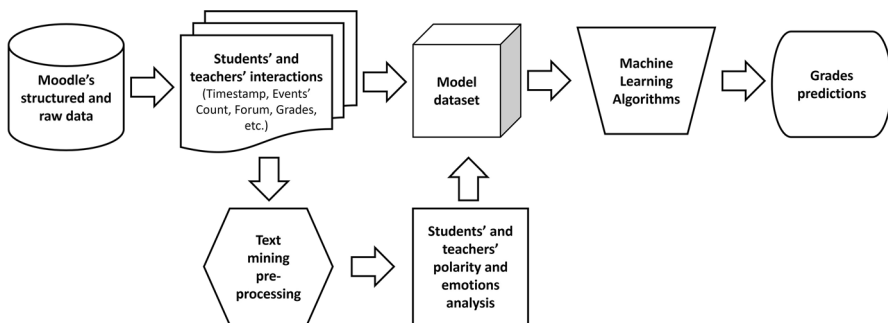 Moodle's
structured and
raw data
Students' and
teachers' interactions
(Timestamp, Events'
Count, Forum, Grades,
etc.)
Model
dataset
Machine
Learning
Algorithms
Grades
predictions
Text
mining
pre-
processing
Students' and
teachers'
polarity and
emotions
analysis